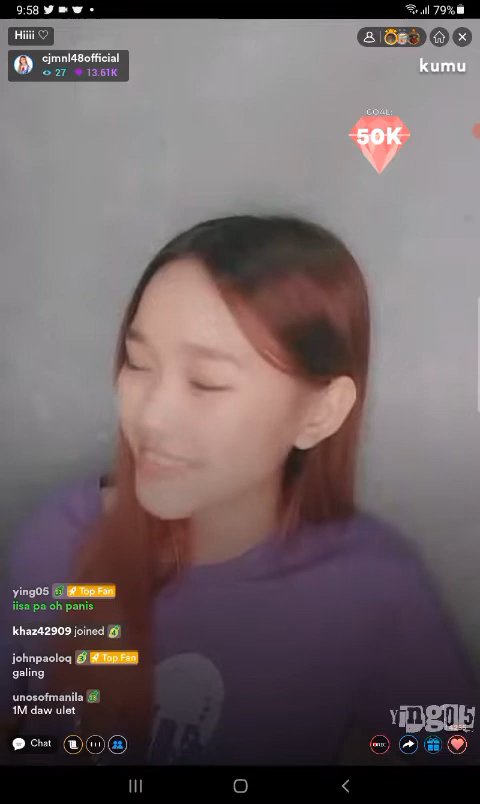 9:58
79%
Hiiii ♡
cjmnl48official
27 13.61K
kumu
GOAL:
50K
ying05 Top Fan
iisa pa oh panis
khaz42909 joined
johnpaoloq Top Fan
galing
unosofmanila
1M daw ulet
Ying05
Chat